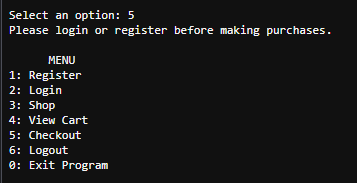 Select an option: 5
Please login or register before making purchases.
MENU
1: Register
2: Login
3: Shop
4: View Cart
5: Checkout
6: Logout
0: Exit Program